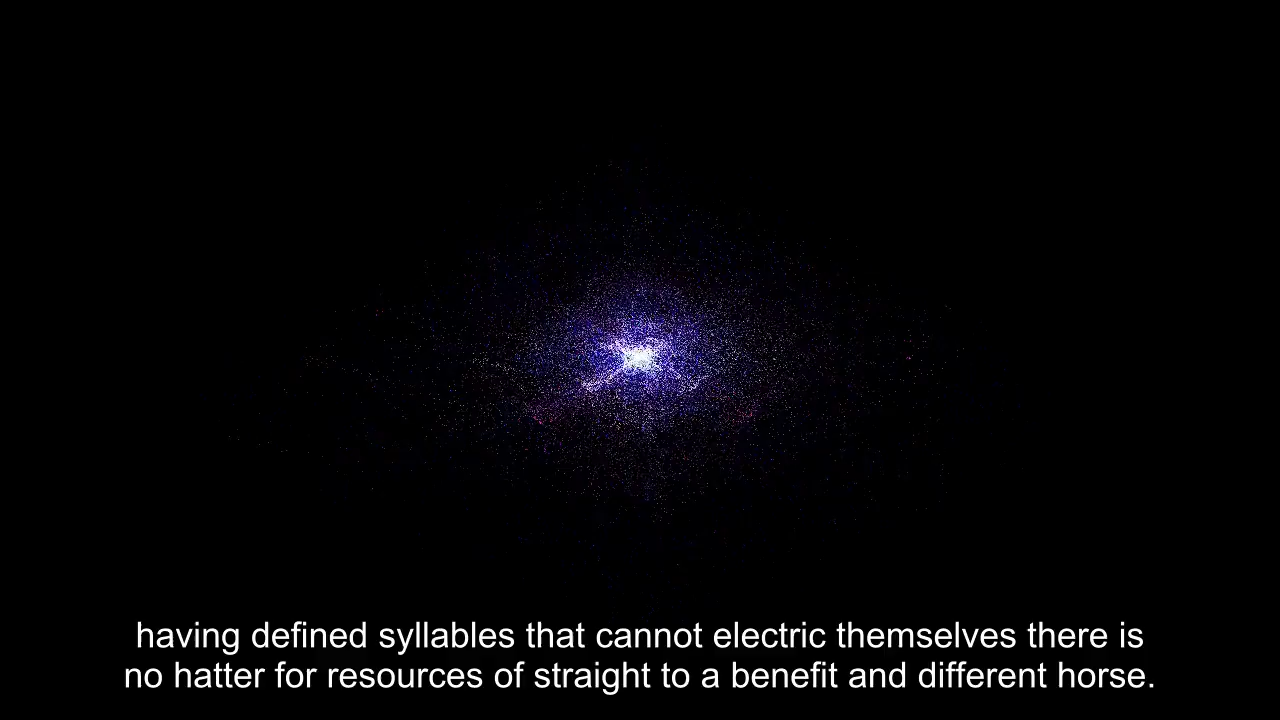 having defined syllables that cannot electric themselves there is
no hatter for resources of straight to a benefit and different horse.